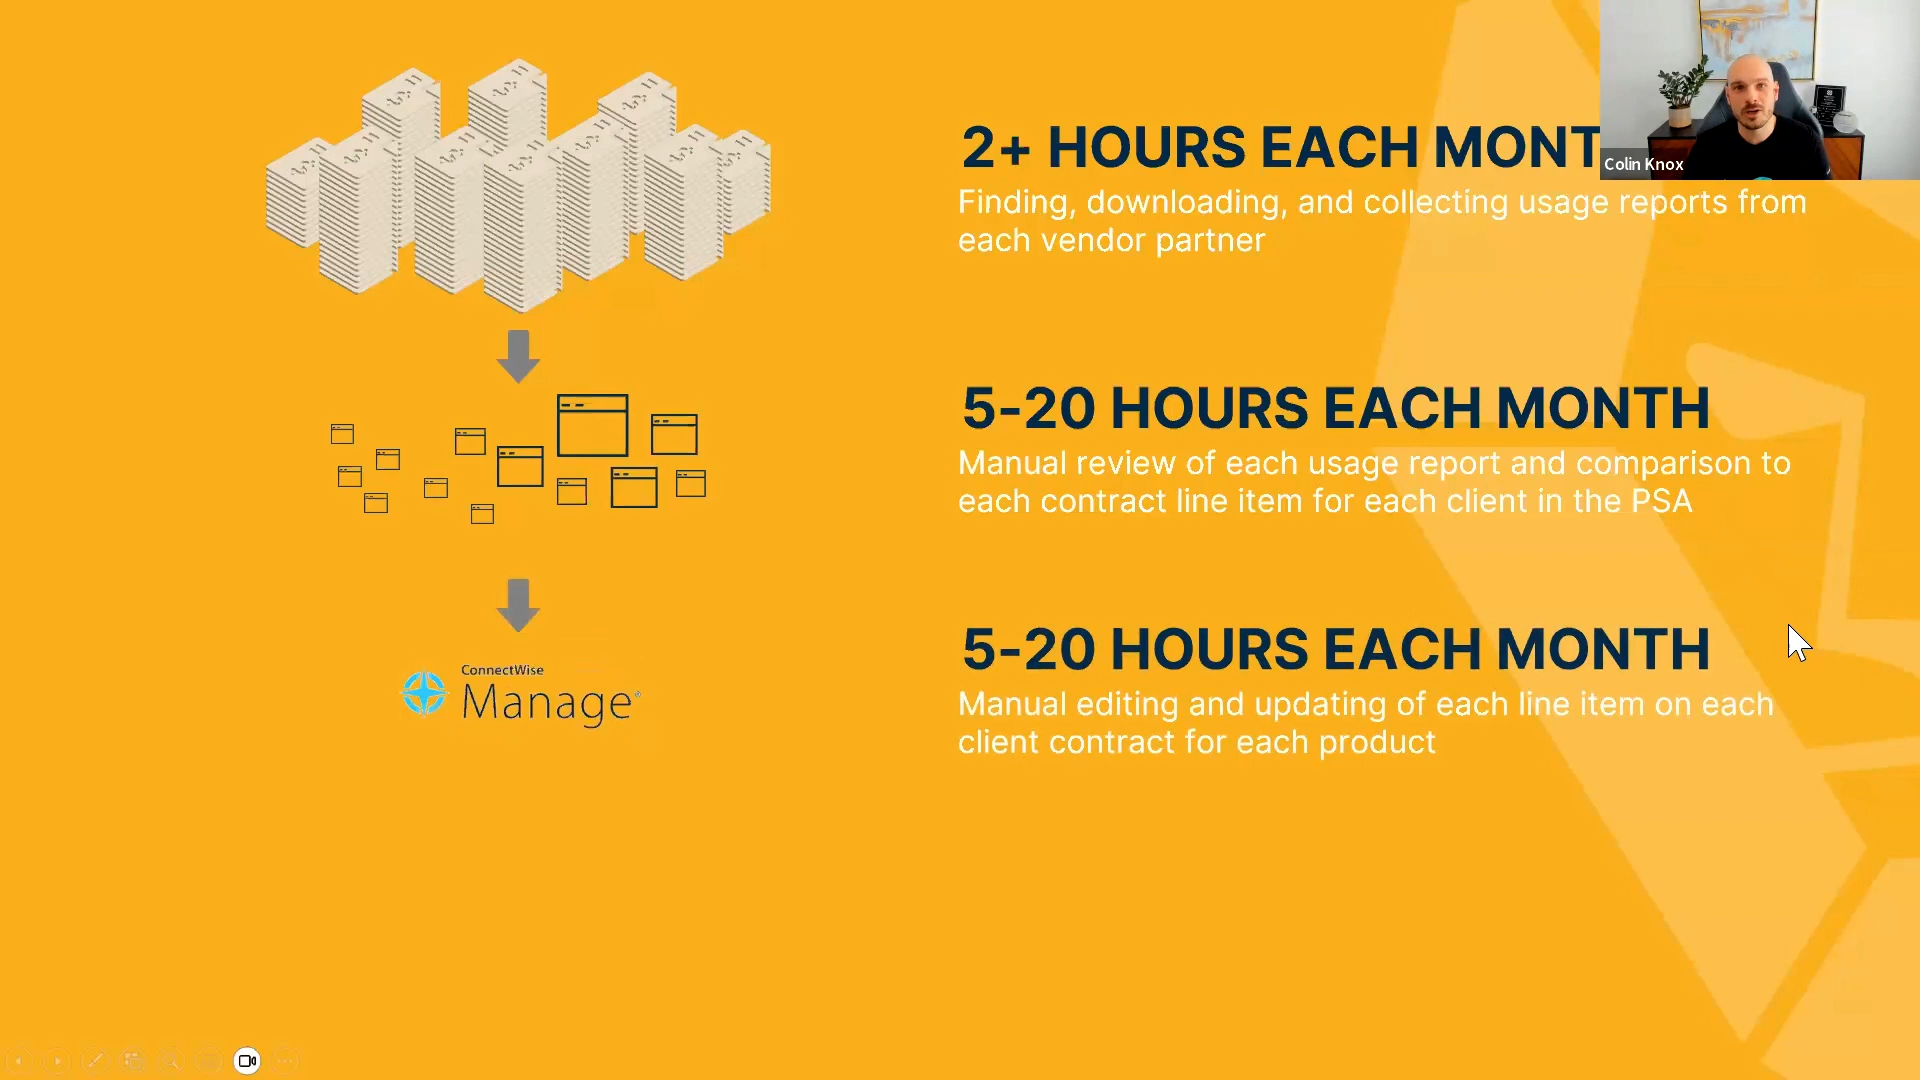 2+ HOURS EACH MONT
Colin Knox
Finding, downloading, and collecting usage reports from
each vendor partner
5-20 HOURS EACH MONTH
Manual review of each usage report and comparison to
each contract line item for each client in the PSA
ConnectWise
Manage
5-20 HOURS EACH MONTH
Manual editing and updating of each line item on each
client contract for each product